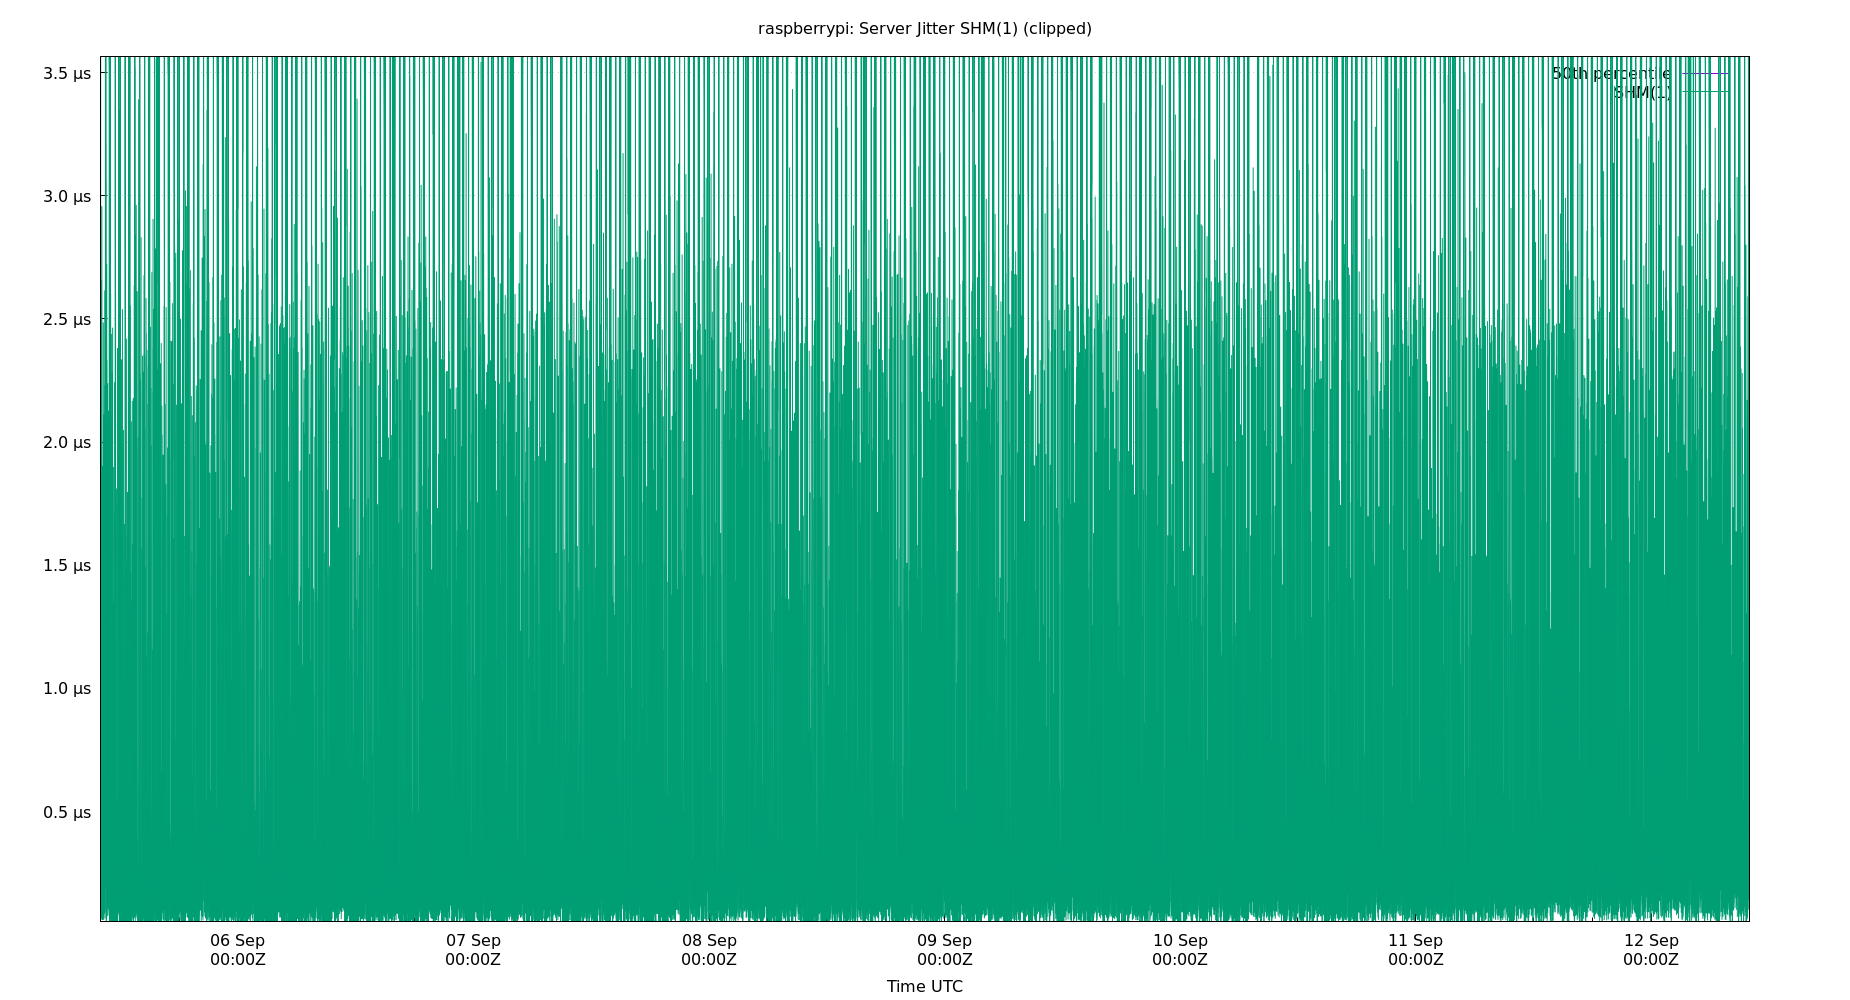 raspberrypi: Server Jitter SHM(1) (clipped)
3.5 µs
50th percentile
SHM(1)
3.0 µs
2.5 µs
2.0 µs
1.5 µs
1.0 µs
0.5 µs
06 Sep
00:00Z
07 Sep
00:00Z
08 Sep
00:00Z
09 Sep
00:00Z
10 Sep
00:00Z
11 Sep
00:00Z
12 Sep
00:00Z
Time UTC